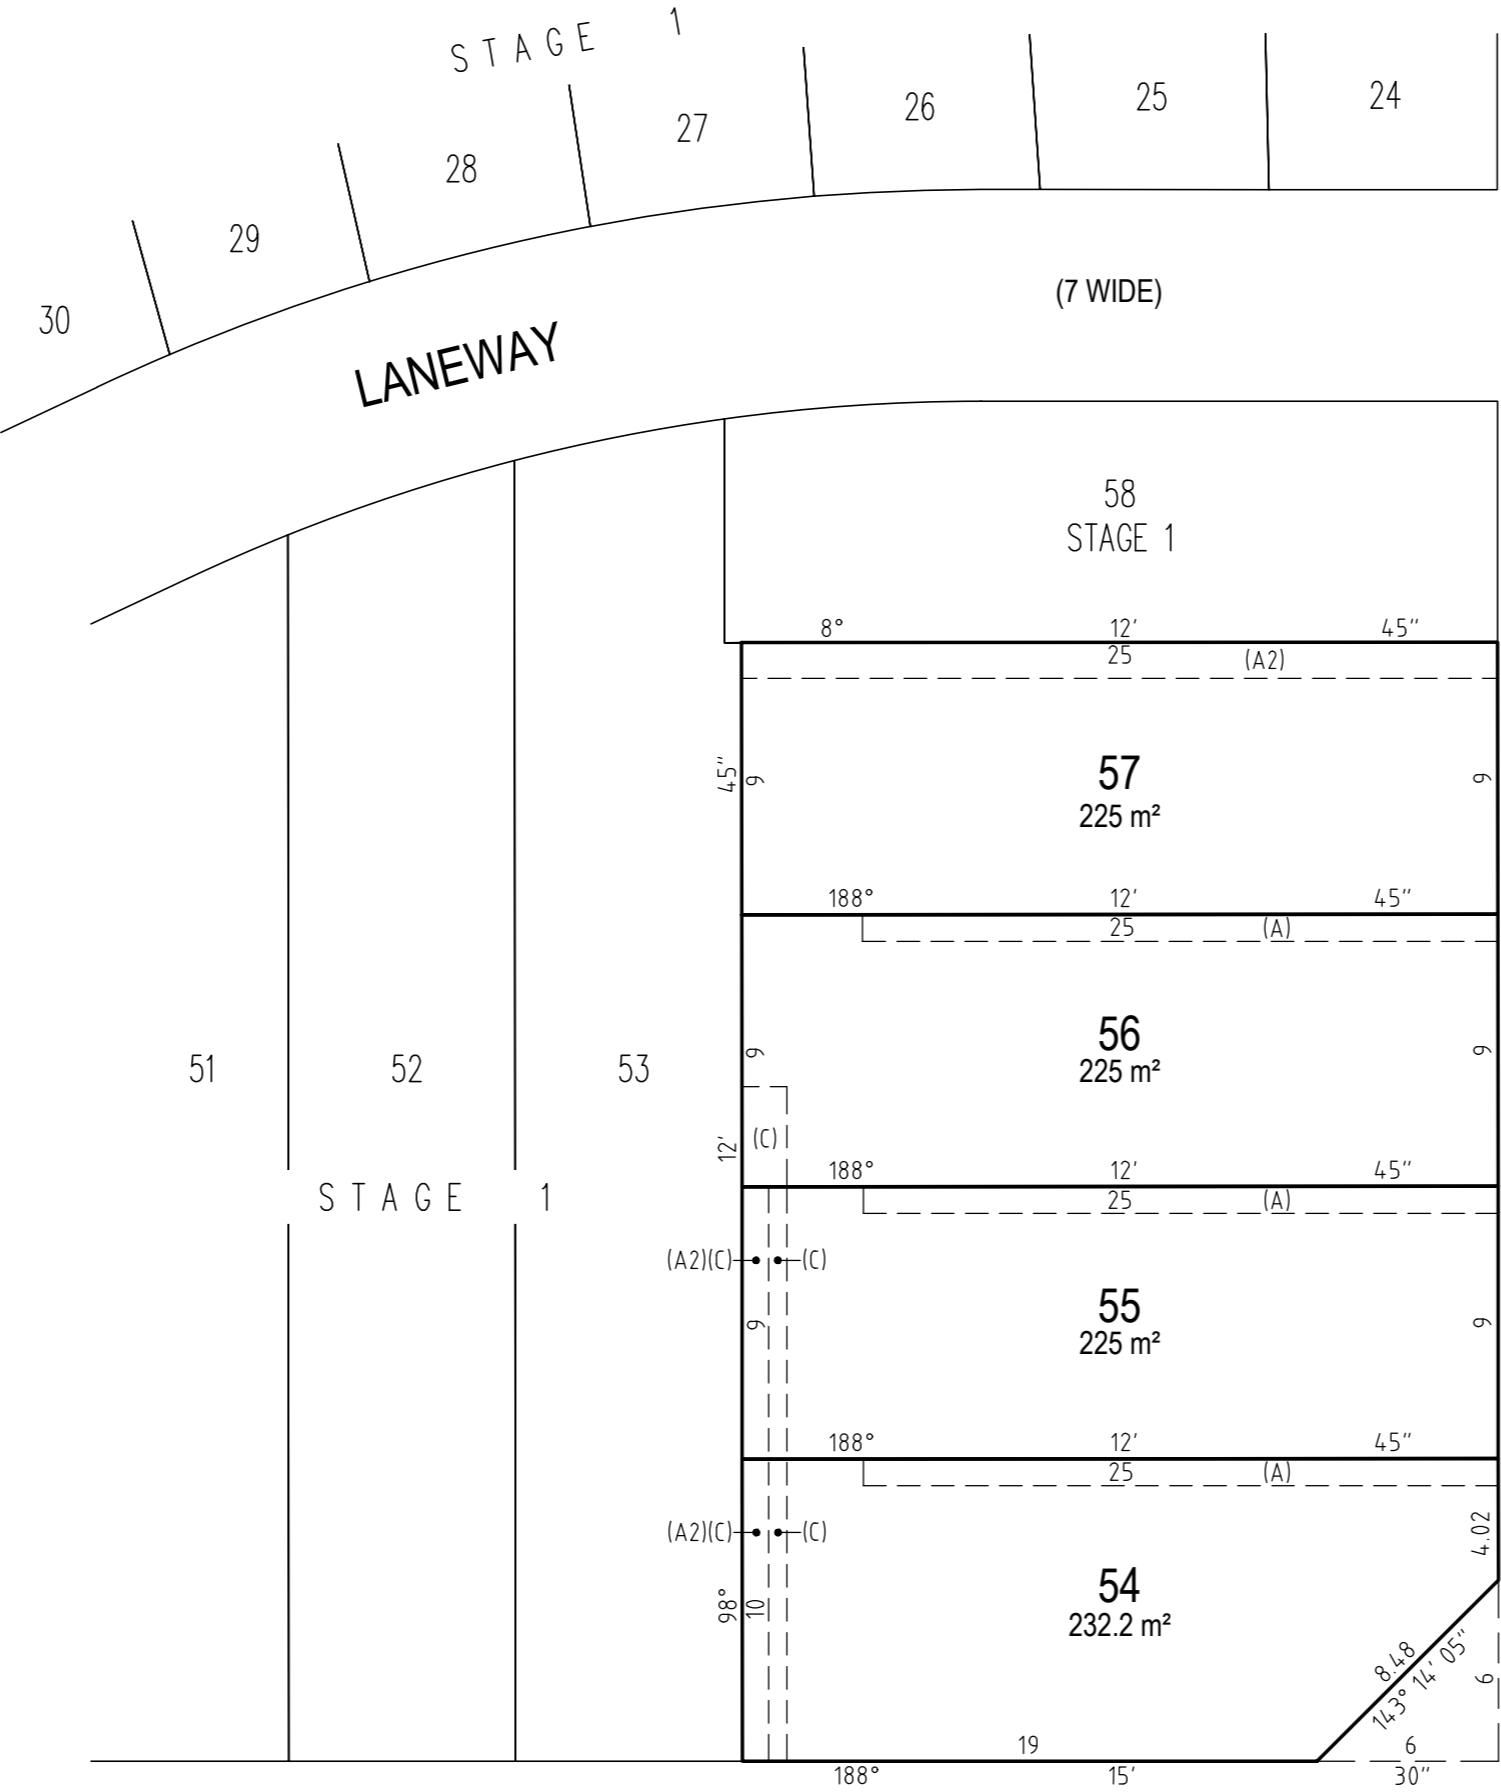 STAGE 1
30
29
28
27
26
25
24
(7 WIDE)
LANEWAY
58
STAGE 1
8° 12' 45"
25 (A2)
45"
9
57
225 m²
9
188° 12' 45"
25 (A)
9
56
225 m²
9
51
52
53
12'
(C)
188° 12' 45"
25 (A)
STAGE 1
(A2)(C)
(C)
9
55
225 m²
9
188° 12' 45"
25 (A)
(A2)(C)
(C)
4.02
98°
10
54
232.2 m²
8.48
143° 14' 05"
6
19
6
188° 15' 30"